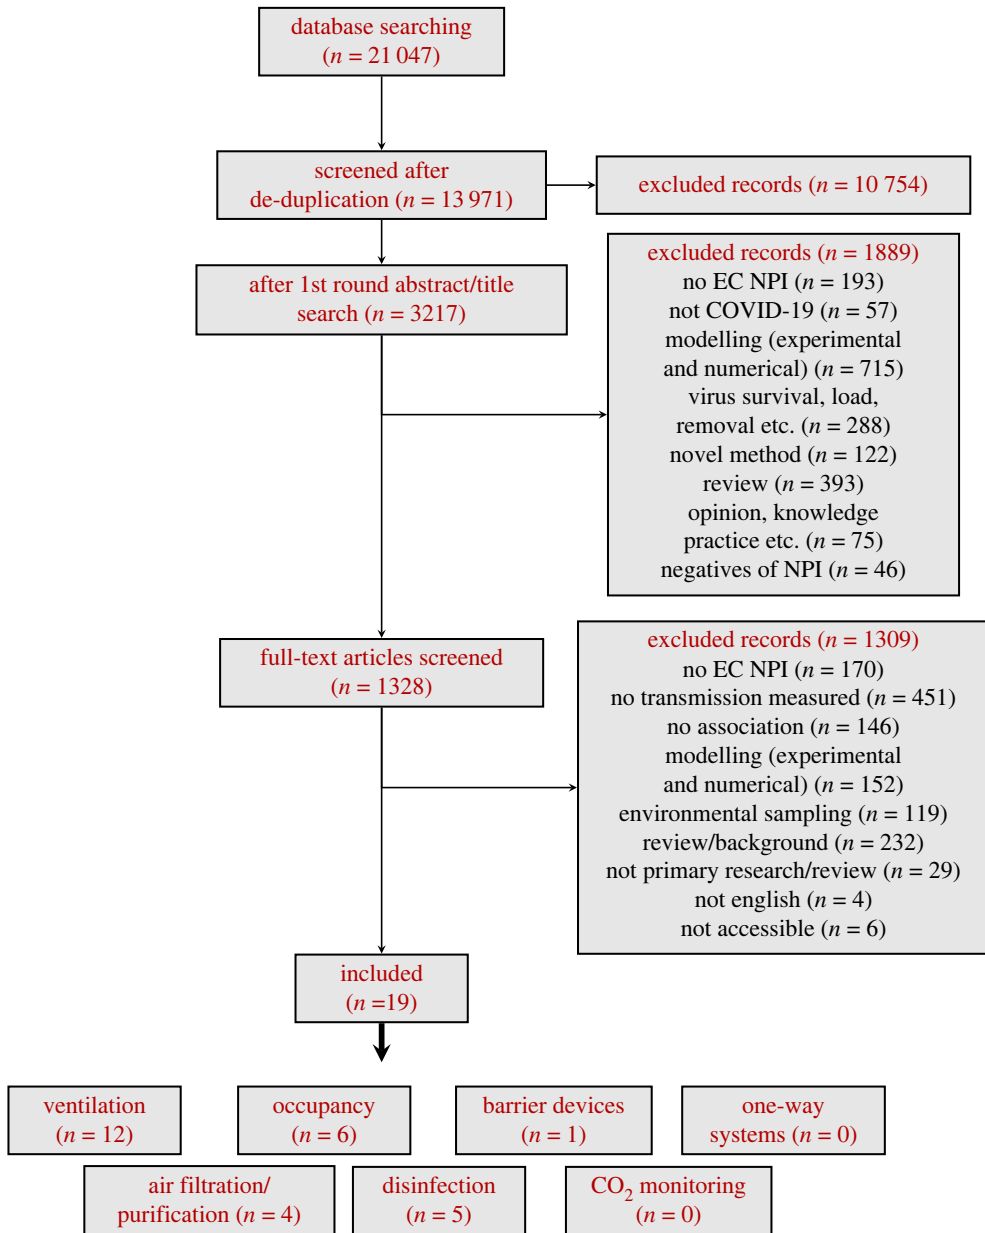 database searching
(n = 21 047)
screened after
de-duplication (n = 13 971)
excluded records (n = 10 754)
after 1st round abstract/title
search (n = 3217)
excluded records (n = 1889)
no EC NPI (n = 193)
not COVID-19 (n = 57)
modelling (experimental
and numerical) (n = 715)
virus survival, load,
removal etc. (n = 288)
novel method (n = 122)
review (n = 393)
opinion, knowledge
practice etc. (n = 75)
negatives of NPI (n = 46)
full-text articles screened
(n = 1328)
excluded records (n = 1309)
no EC NPI (n = 170)
no transmission measured (n = 451)
no association (n = 146)
modelling (experimental
and numerical) (n = 152)
environmental sampling (n = 119)
review/background (n = 232)
not primary research/review (n = 29)
not english (n = 4)
not accessible (n = 6)
included
(n =19)
ventilation
(n = 12)
occupancy
(n = 6)
barrier devices
(n = 1)
one-way
systems (n = 0)
air filtration/
purification (n = 4)
disinfection
(n = 5)
CO₂ monitoring
(n = 0)